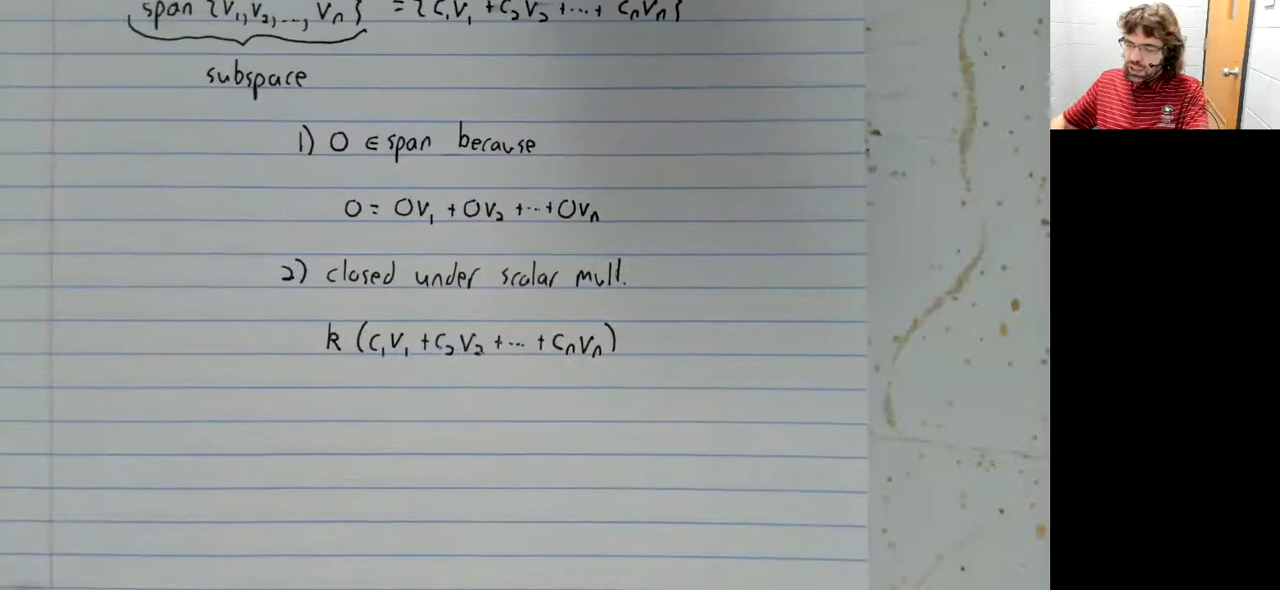 span {V₁,V₂,..., Vₙ} = {C₁V₁ + C₂V₂ +...+ CₙVₙ}
subspace
1) 0 ∈ span because
0 = 0V₁ + 0V₂ +...+ 0Vₙ
2) closed under scalar mult.
k (C₁V₁ + C₂V₂ +... + CₙVₙ)